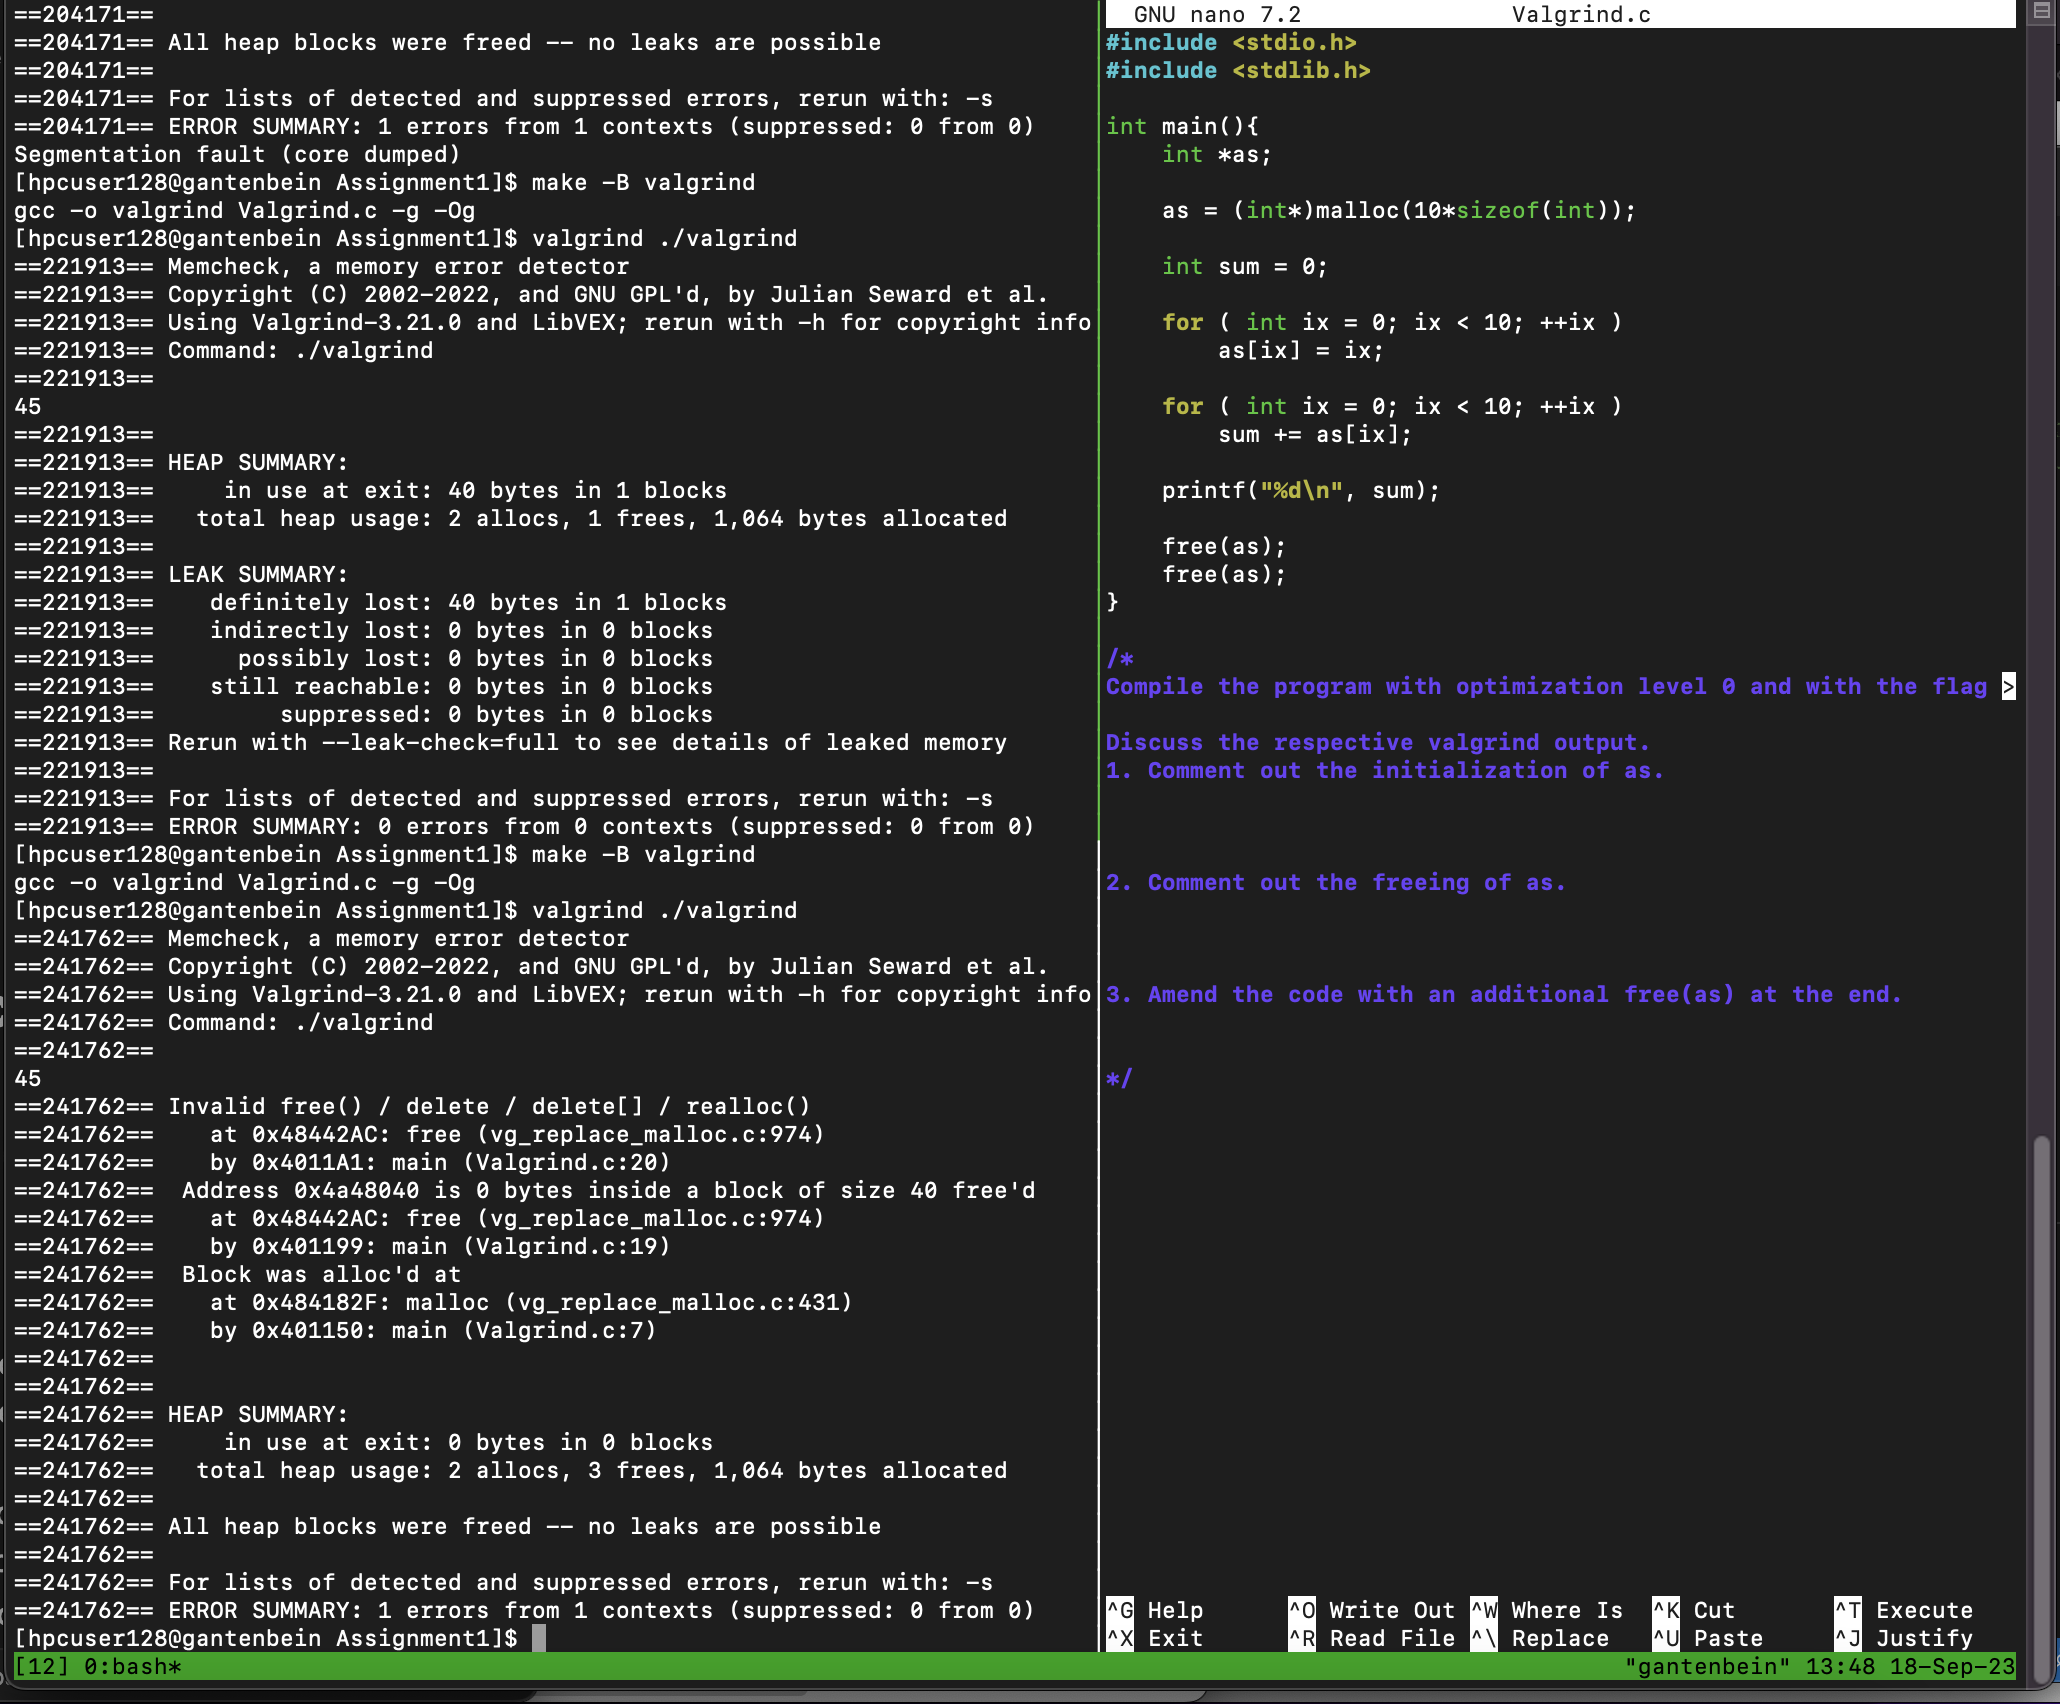 ==204171==
==204171== All heap blocks were freed -- no leaks are possible
==204171==
==204171== For lists of detected and suppressed errors, rerun with: -s
==204171== ERROR SUMMARY: 1 errors from 1 contexts (suppressed: 0 from 0)
Segmentation fault (core dumped)
[hpcuser128@gantenbein Assignment1]$ make -B valgrind
gcc -o valgrind Valgrind.c -g -Og
[hpcuser128@gantenbein Assignment1]$ valgrind ./valgrind
==221913== Memcheck, a memory error detector
==221913== Copyright (C) 2002-2022, and GNU GPL'd, by Julian Seward et al.
==221913== Using Valgrind-3.21.0 and LibVEX; rerun with -h for copyright info
==221913== Command: ./valgrind
==221913==
45
==221913==
==221913== HEAP SUMMARY:
==221913==     in use at exit: 40 bytes in 1 blocks
==221913==   total heap usage: 2 allocs, 1 frees, 1,064 bytes allocated
==221913==
==221913== LEAK SUMMARY:
==221913==    definitely lost: 40 bytes in 1 blocks
==221913==    indirectly lost: 0 bytes in 0 blocks
==221913==      possibly lost: 0 bytes in 0 blocks
==221913==    still reachable: 0 bytes in 0 blocks
==221913==         suppressed: 0 bytes in 0 blocks
==221913== Rerun with --leak-check=full to see details of leaked memory
==221913==
==221913== For lists of detected and suppressed errors, rerun with: -s
==221913== ERROR SUMMARY: 0 errors from 0 contexts (suppressed: 0 from 0)
[hpcuser128@gantenbein Assignment1]$ make -B valgrind
gcc -o valgrind Valgrind.c -g -Og
[hpcuser128@gantenbein Assignment1]$ valgrind ./valgrind
==241762== Memcheck, a memory error detector
==241762== Copyright (C) 2002-2022, and GNU GPL'd, by Julian Seward et al.
==241762== Using Valgrind-3.21.0 and LibVEX; rerun with -h for copyright info
==241762== Command: ./valgrind
==241762==
45
==241762== Invalid free() / delete / delete[] / realloc()
==241762==    at 0x48442AC: free (vg_replace_malloc.c:974)
==241762==    by 0x4011A1: main (Valgrind.c:20)
==241762==  Address 0x4a48040 is 0 bytes inside a block of size 40 free'd
==241762==    at 0x48442AC: free (vg_replace_malloc.c:974)
==241762==    by 0x401199: main (Valgrind.c:19)
==241762==  Block was alloc'd at
==241762==    at 0x484182F: malloc (vg_replace_malloc.c:431)
==241762==    by 0x401150: main (Valgrind.c:7)
==241762==
==241762==
==241762== HEAP SUMMARY:
==241762==     in use at exit: 0 bytes in 0 blocks
==241762==   total heap usage: 2 allocs, 3 frees, 1,064 bytes allocated
==241762==
==241762== All heap blocks were freed -- no leaks are possible
==241762==
==241762== For lists of detected and suppressed errors, rerun with: -s
==241762== ERROR SUMMARY: 1 errors from 1 contexts (suppressed: 0 from 0)
[hpcuser128@gantenbein Assignment1]$
GNU nano 7.2 Valgrind.c
#include <stdio.h>
#include <stdlib.h>
int main(){
    int *as;
    as = (int*)malloc(10*sizeof(int));
    int sum = 0;
    for ( int ix = 0; ix < 10; ++ix )
        as[ix] = ix;
    for ( int ix = 0; ix < 10; ++ix )
        sum += as[ix];
    printf("%d\n", sum);
    free(as);
    free(as);
}
/*
Compile the program with optimization level 0 and with the flag >
Discuss the respective valgrind output.
1. Comment out the initialization of as.
2. Comment out the freeing of as.
3. Amend the code with an additional free(as) at the end.
*/
^G Help ^O Write Out ^W Where Is ^K Cut ^T Execute
^X Exit ^R Read File ^\ Replace ^U Paste ^J Justify
[12] 0:bash* "gantenbein" 13:48 18-Sep-23